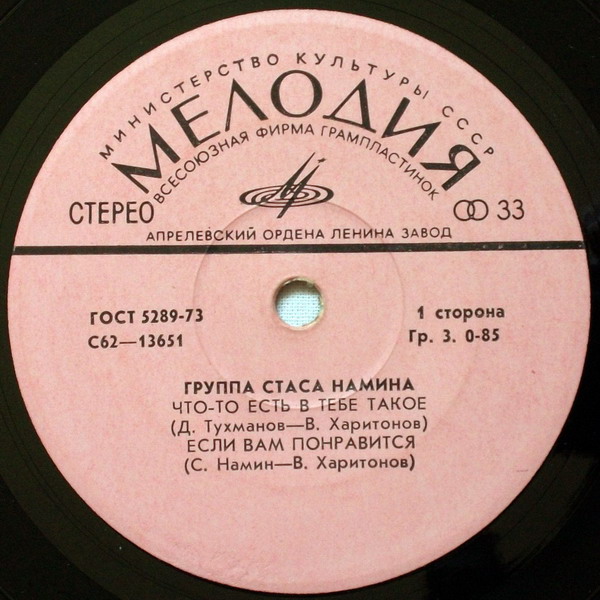 МИНИСТЕРСТВО КУЛЬТУРЫ СССР
МЕЛОДИЯ
ВСЕСОЮЗНАЯ ФИРМА ГРАМПЛАСТИНОК
СТЕРЕО
33
АПРЕЛЕВСКИЙ ОРДЕНА ЛЕНИНА ЗАВОД
ГОСТ 5289-73
1 сторона
С62—13651
Гр. 3. 0-85
ГРУППА СТАСА НАМИНА
ЧТО-ТО ЕСТЬ В ТЕБЕ ТАКОЕ
(Д. Тухманов—В. Харитонов)
ЕСЛИ ВАМ ПОНРАВИТСЯ
(С. Намин—В. Харитонов)